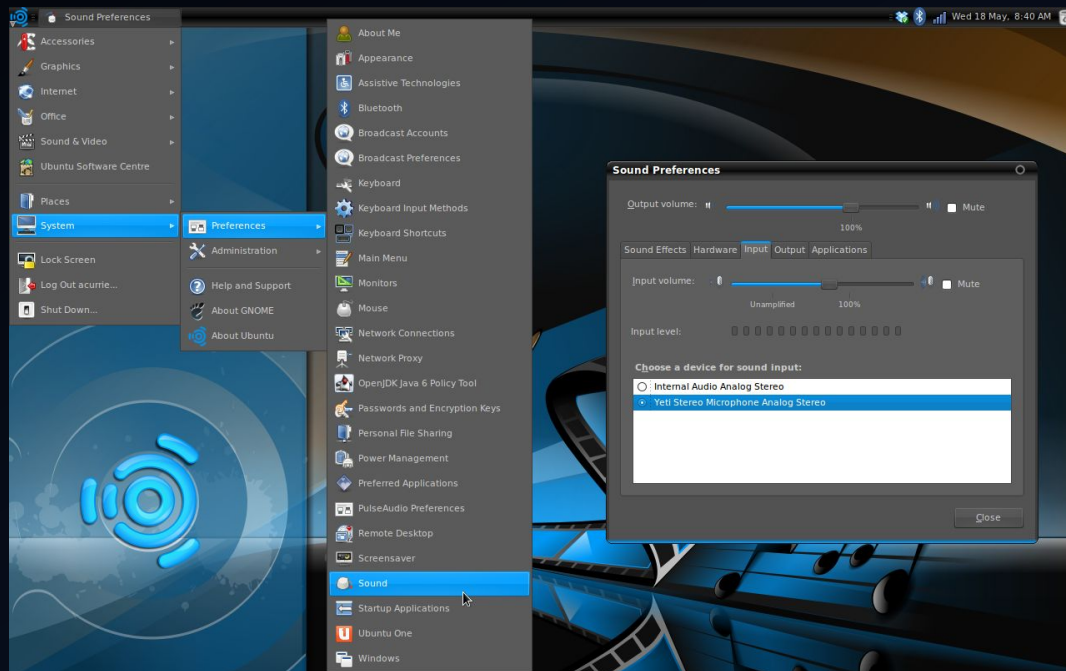 Sound Preferences
Wed 18 May, 8:40 AM
Accessories
Graphics
Internet
Office
Sound & Video
Ubuntu Software Centre
Places
System
Lock Screen
Log Out acurrie...
Shut Down...
Preferences
Administration
Help and Support
About GNOME
About Ubuntu
About Me
Appearance
Assistive Technologies
Bluetooth
Broadcast Accounts
Broadcast Preferences
Keyboard
Keyboard Input Methods
Keyboard Shortcuts
Main Menu
Monitors
Mouse
Network Connections
Network Proxy
OpenJDK Java 6 Policy Tool
Passwords and Encryption Keys
Personal File Sharing
Power Management
Preferred Applications
PulseAudio Preferences
Remote Desktop
Screensaver
Sound
Startup Applications
Ubuntu One
Windows
Sound Preferences
Output volume: Mute
100%
Sound Effects Hardware Input Output Applications
Input volume: Mute
Unamplified 100%
Input level:
Choose a device for sound input:
Internal Audio Analog Stereo
Yeti Stereo Microphone Analog Stereo
Close